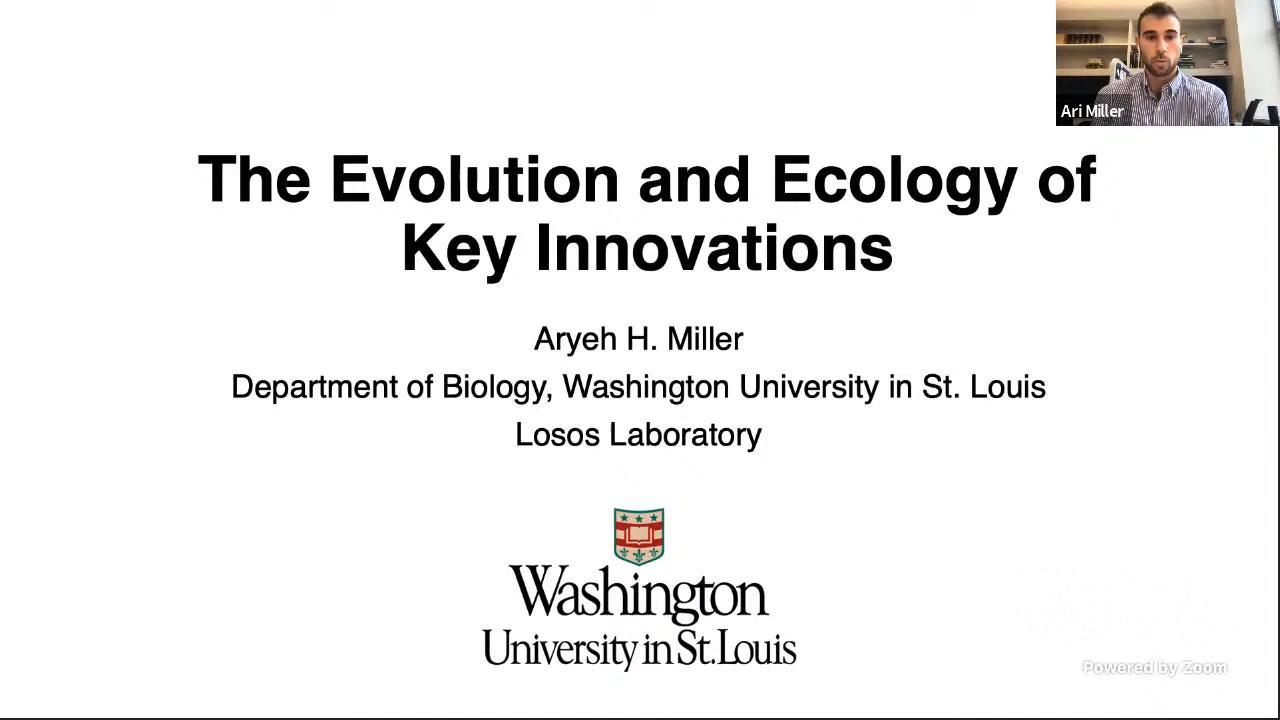 Ari Miller
The Evolution and Ecology of
Key Innovations
Aryeh H. Miller
Department of Biology, Washington University in St. Louis
Losos Laboratory
Washington
University in St. Louis
Powered by Zoom